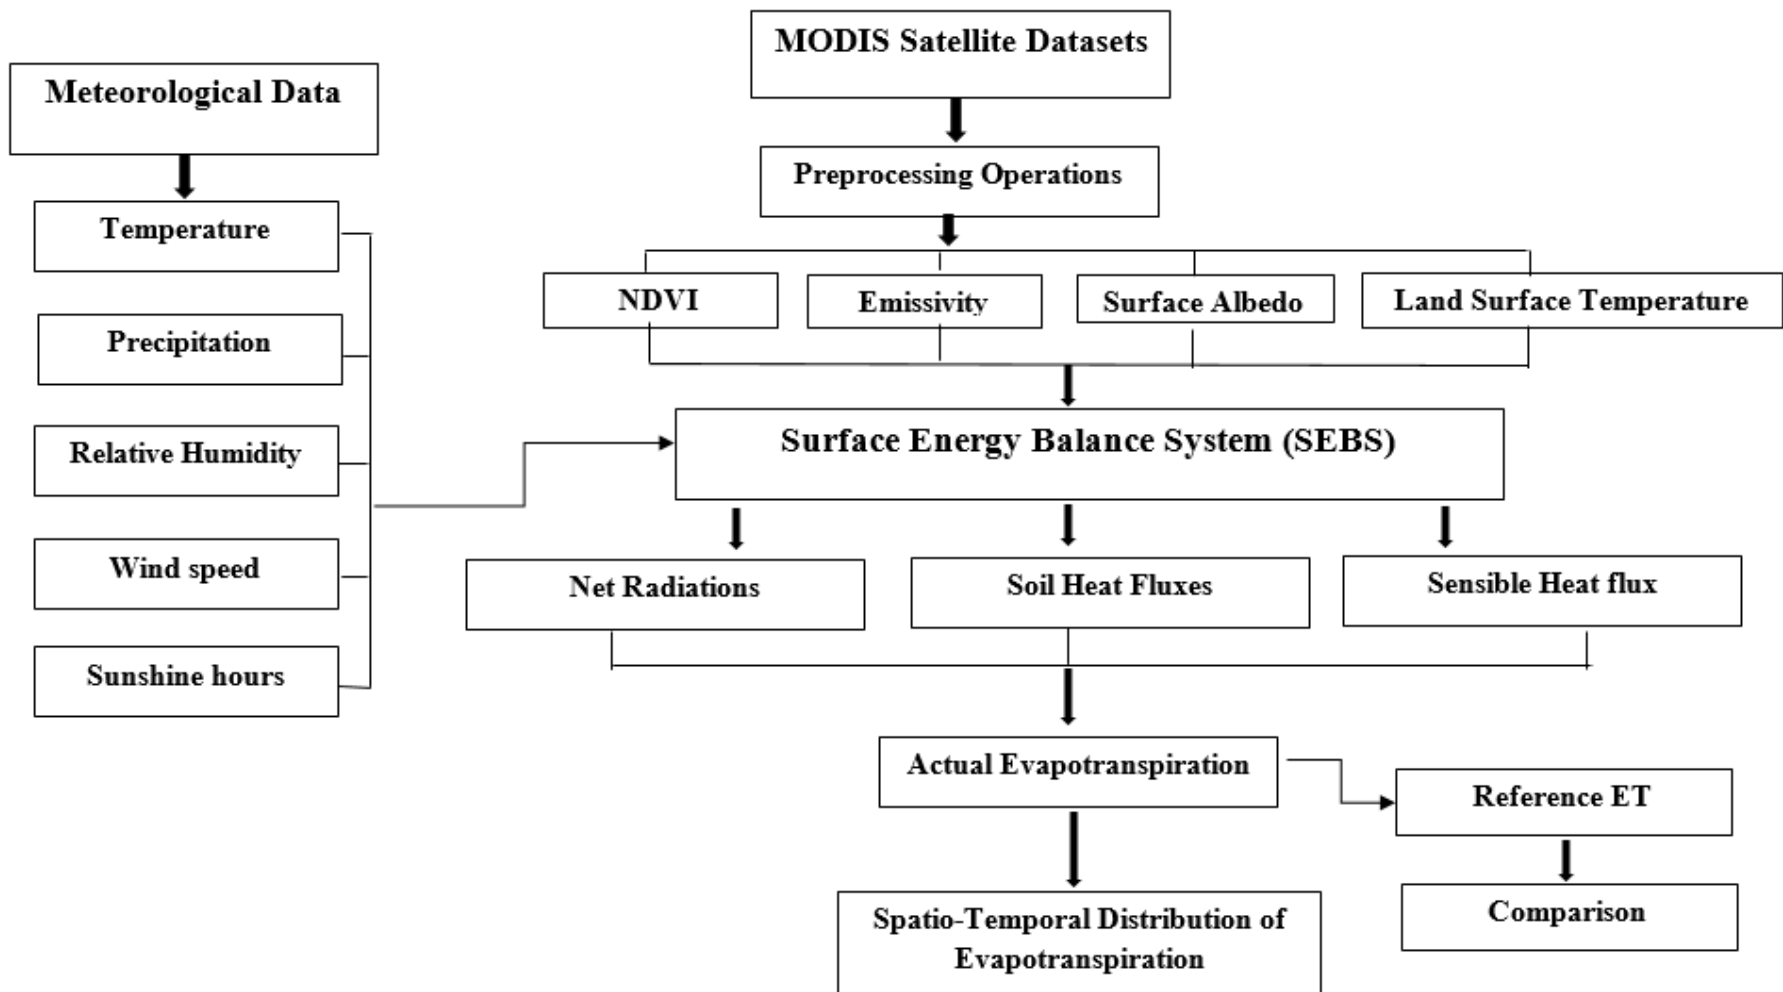 MODIS Satellite Datasets
Meteorological Data
Preprocessing Operations
Temperature
NDVI
Emissivity
Surface Albedo
Land Surface Temperature
Precipitation
Relative Humidity
Surface Energy Balance System (SEBS)
Wind speed
Net Radiations
Soil Heat Fluxes
Sensible Heat flux
Sunshine hours
Actual Evapotranspiration
Reference ET
Comparison
Spatio-Temporal Distribution of
Evapotranspiration